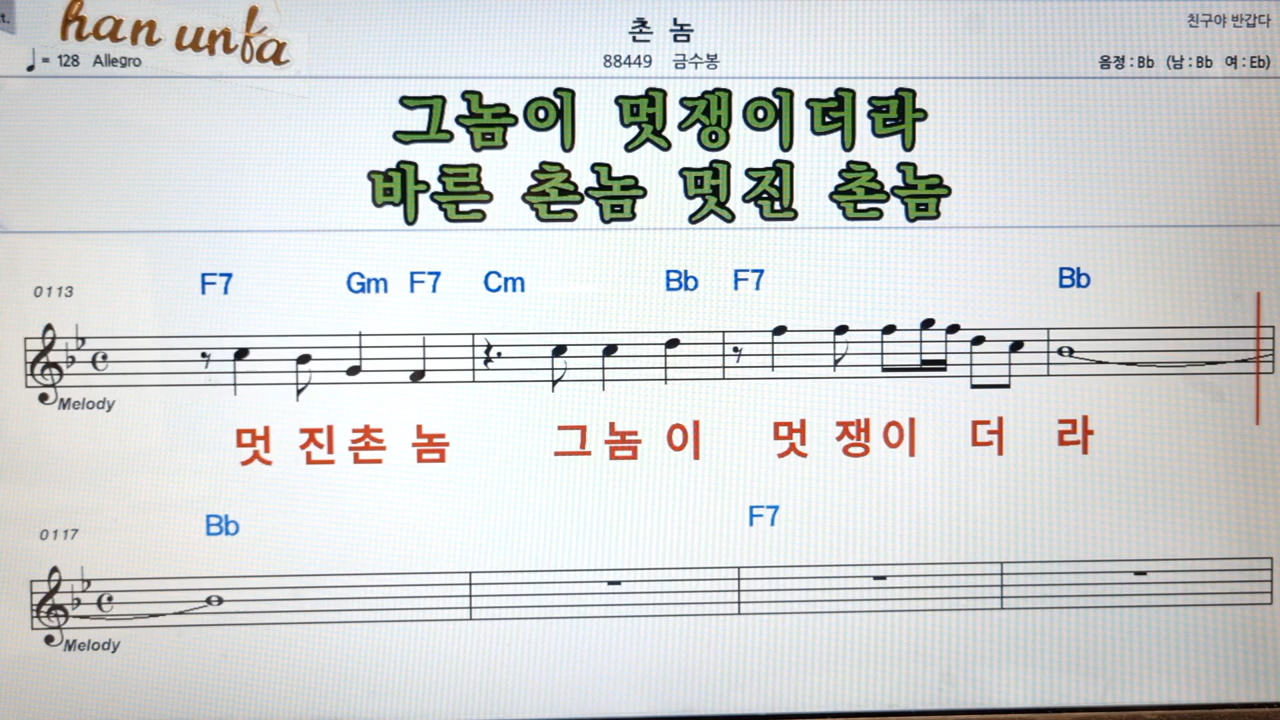 t.
han unfa
촌 놈
친구야 반갑다
♩= 128 Allegro
88449 금수봉
음정 : Bb (남 : Bb 여 : Eb)
그놈이 멋쟁이더라
바른 촌놈 멋진 촌놈
F7 Gm F7 Cm Bb F7 Bb
0113
Melody
멋 진 촌 놈 그 놈 이 멋 쟁 이 더 라
Bb F7
0117
Melody